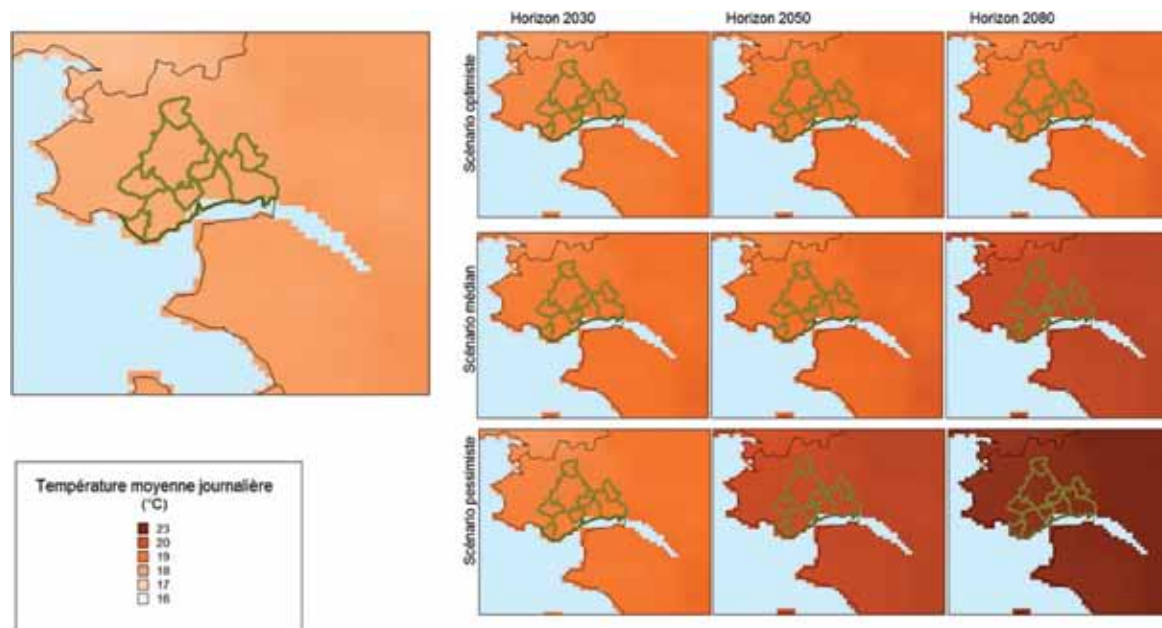 Horizon 2030
Horizon 2050
Horizon 2080
Scénario optimiste
Scénario médian
Scénario pessimiste
Température moyenne journalière
(°C)
23
20
19
18
17
16